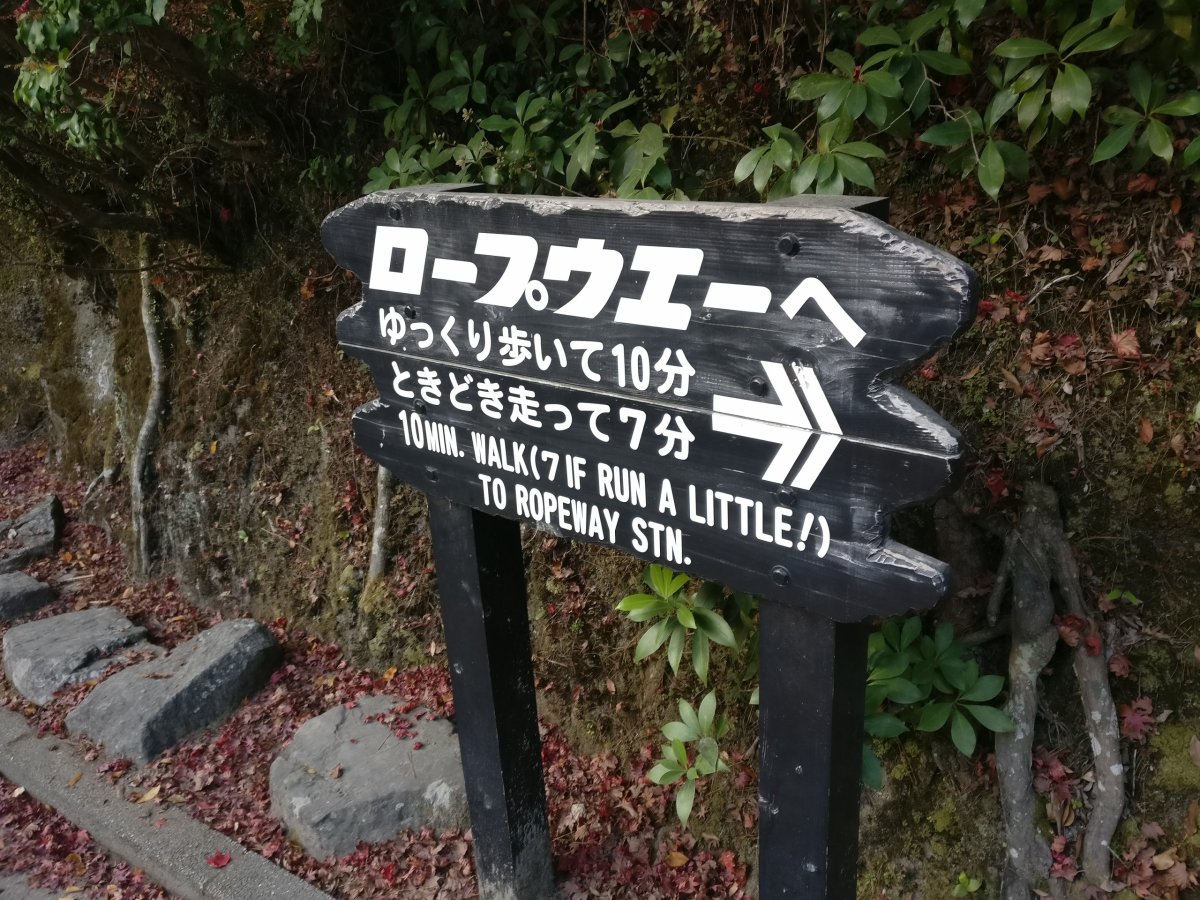 ロープウエーへ
ゆっくり歩いて10分
ときどき走って7分
10MIN. WALK(7 IF RUN A LITTLE!)
TO ROPEWAY STN.